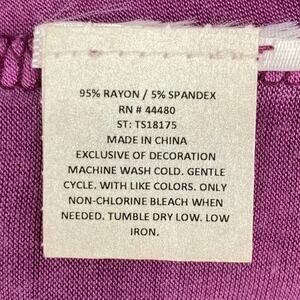 95% RAYON / 5% SPANDEX
RN # 44480
ST: TS18175
MADE IN CHINA
EXCLUSIVE OF DECORATION
MACHINE WASH COLD. GENTLE
CYCLE. WITH LIKE COLORS. ONLY
NON-CHLORINE BLEACH WHEN
NEEDED. TUMBLE DRY LOW. LOW
IRON.